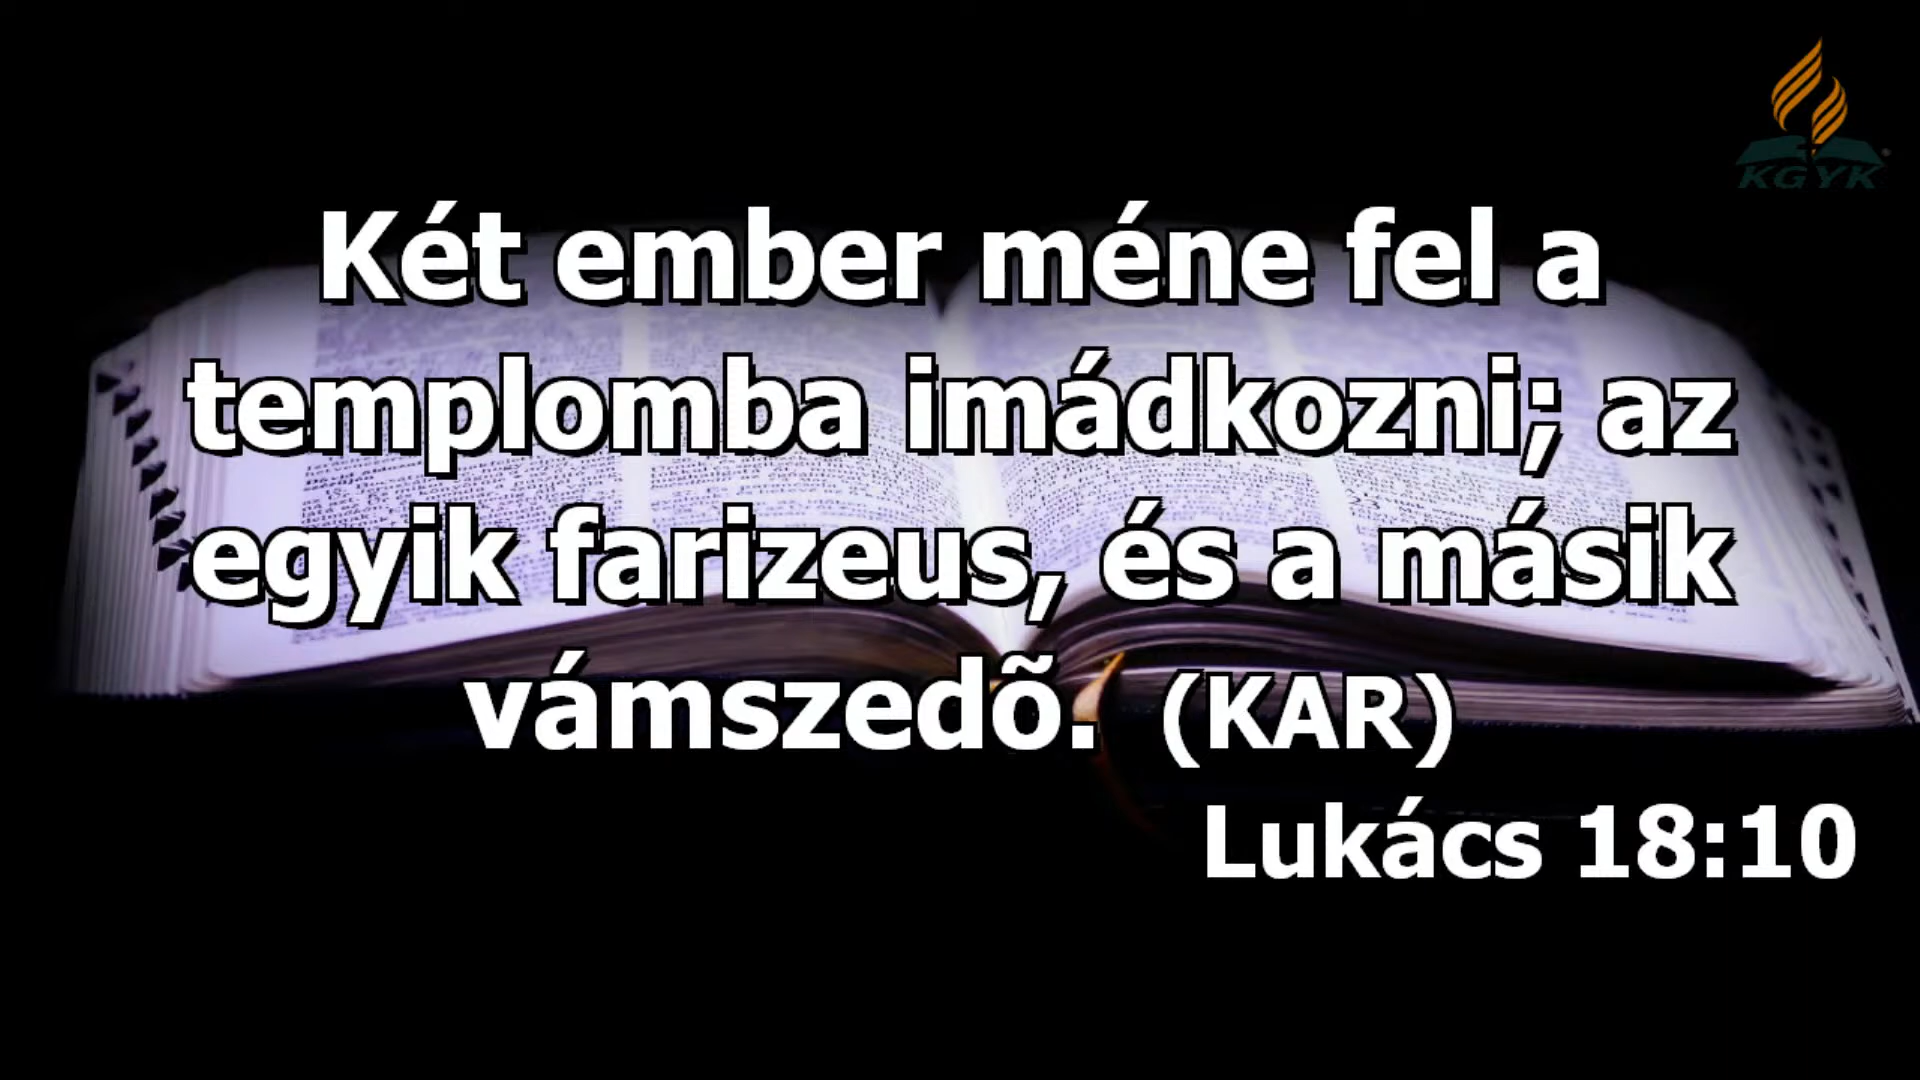 KGYK
Két ember méne fel a
templomba imádkozni; az
egyik farizeus, és a másik
vámszedõ. (KAR)
Lukács 18:10